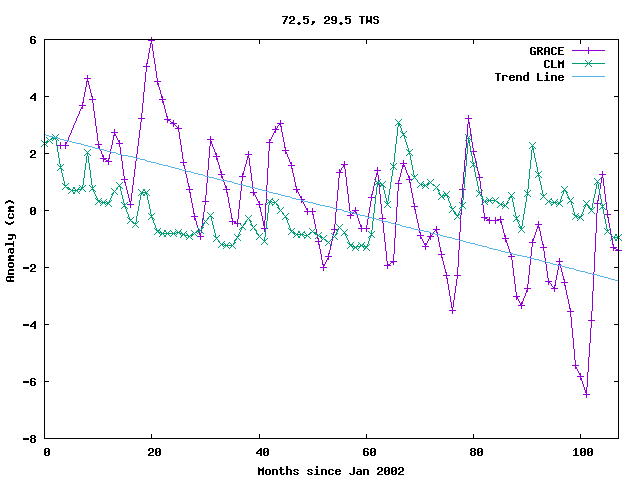 72.5, 29.5 TWS
GRACE
CLM
Trend Line
6
4
2
0
-2
-4
-6
-8
Anomaly (cm)
0 20 40 60 80 100
Months since Jan 2002